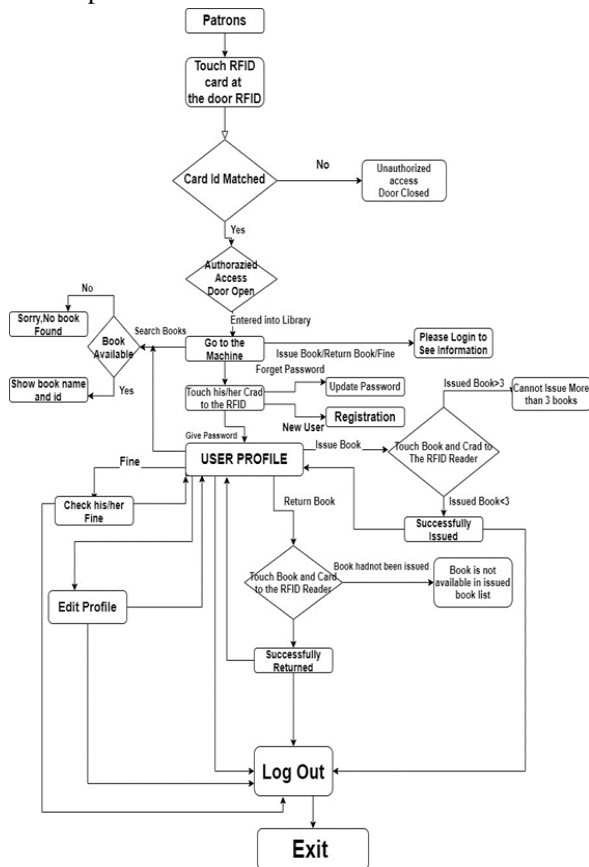 Patrons
Touch RFID
card at
the door RFID
Card Id Matched
No
Unauthorized
access
Door Closed
Yes
Authorazied
Access
Door Open
No
Entered into Library
Sorry,No book
Found
Search Books
Book
Available
Go to the
Machine
Issue Book/Return Book/Fine
Please Login to
See Information
Forget Password
Yes
Show book name
and id
Touch his/her Crad
to the RFID
Update Password
Issued Book>3
Cannot Issue More
than 3 books
New User
Registration
Give Password
Issue Book
Touch Book and Crad to
The RFID Reader
USER PROFILE
Fine
Issued Book<3
Check his/her
Fine
Return Book
Successfully
Issued
Touch Book and Card
to the RFID Reader
Book hadnot been issued
Book is not
available in issued
book list
Edit Profile
Successfully
Returned
Log Out
Exit